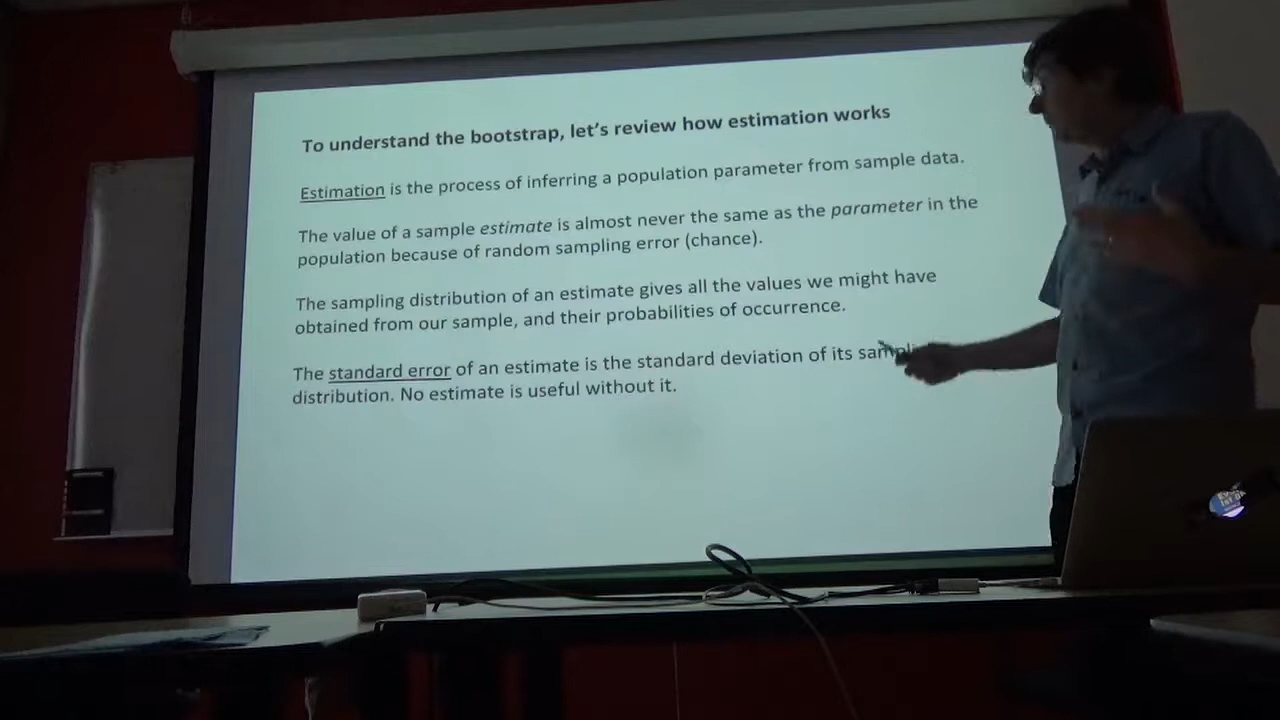 To understand the bootstrap, let's review how estimation works
Estimation is the process of inferring a population parameter from sample data.
The value of a sample estimate is almost never the same as the parameter in the
population because of random sampling error (chance).
The sampling distribution of an estimate gives all the values we might have
obtained from our sample, and their probabilities of occurrence.
The standard error of an estimate is the standard deviation of its
distribution. No estimate is useful without it.